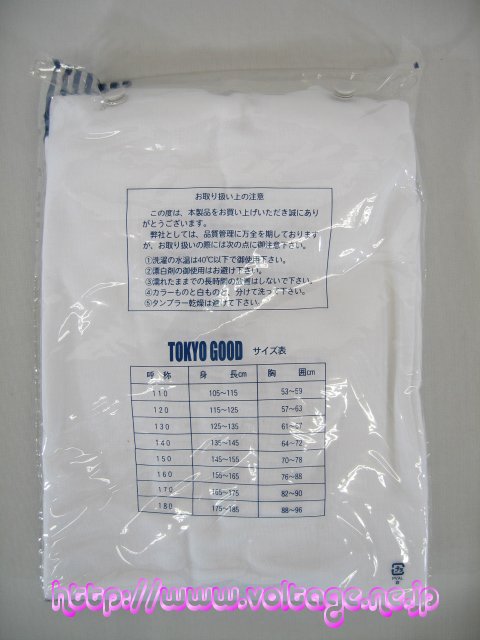 お取り扱い上の注意
この度は、本製品をお買い上げいただき誠にあり
がとうございます。
弊社としては、品質管理に万全を期しております
が、お取り扱いの際には次の点に御注意下さい。
①洗濯の水温は40℃以下で御使用下さい。
②漂白剤の御使用はお避け下さい。
③濡れたままでの長時間の放置はしないで下さい。
④カラーものと白ものと、分けて洗って下さい。
⑤タンブラー乾燥は避けて下さい。
TOKYO GOOD サイズ表
呼 称 身 長cm 胸 囲cm
110 105〜115 53〜59
120 115〜125 57〜63
130 125〜135 61〜67
140 135〜145 64〜72
150 145〜155 70〜78
160 155〜165 76〜88
170 165〜175 82〜90
180 175〜185 88〜96
プラ
PVAL
http://www.voltage.ne.jp